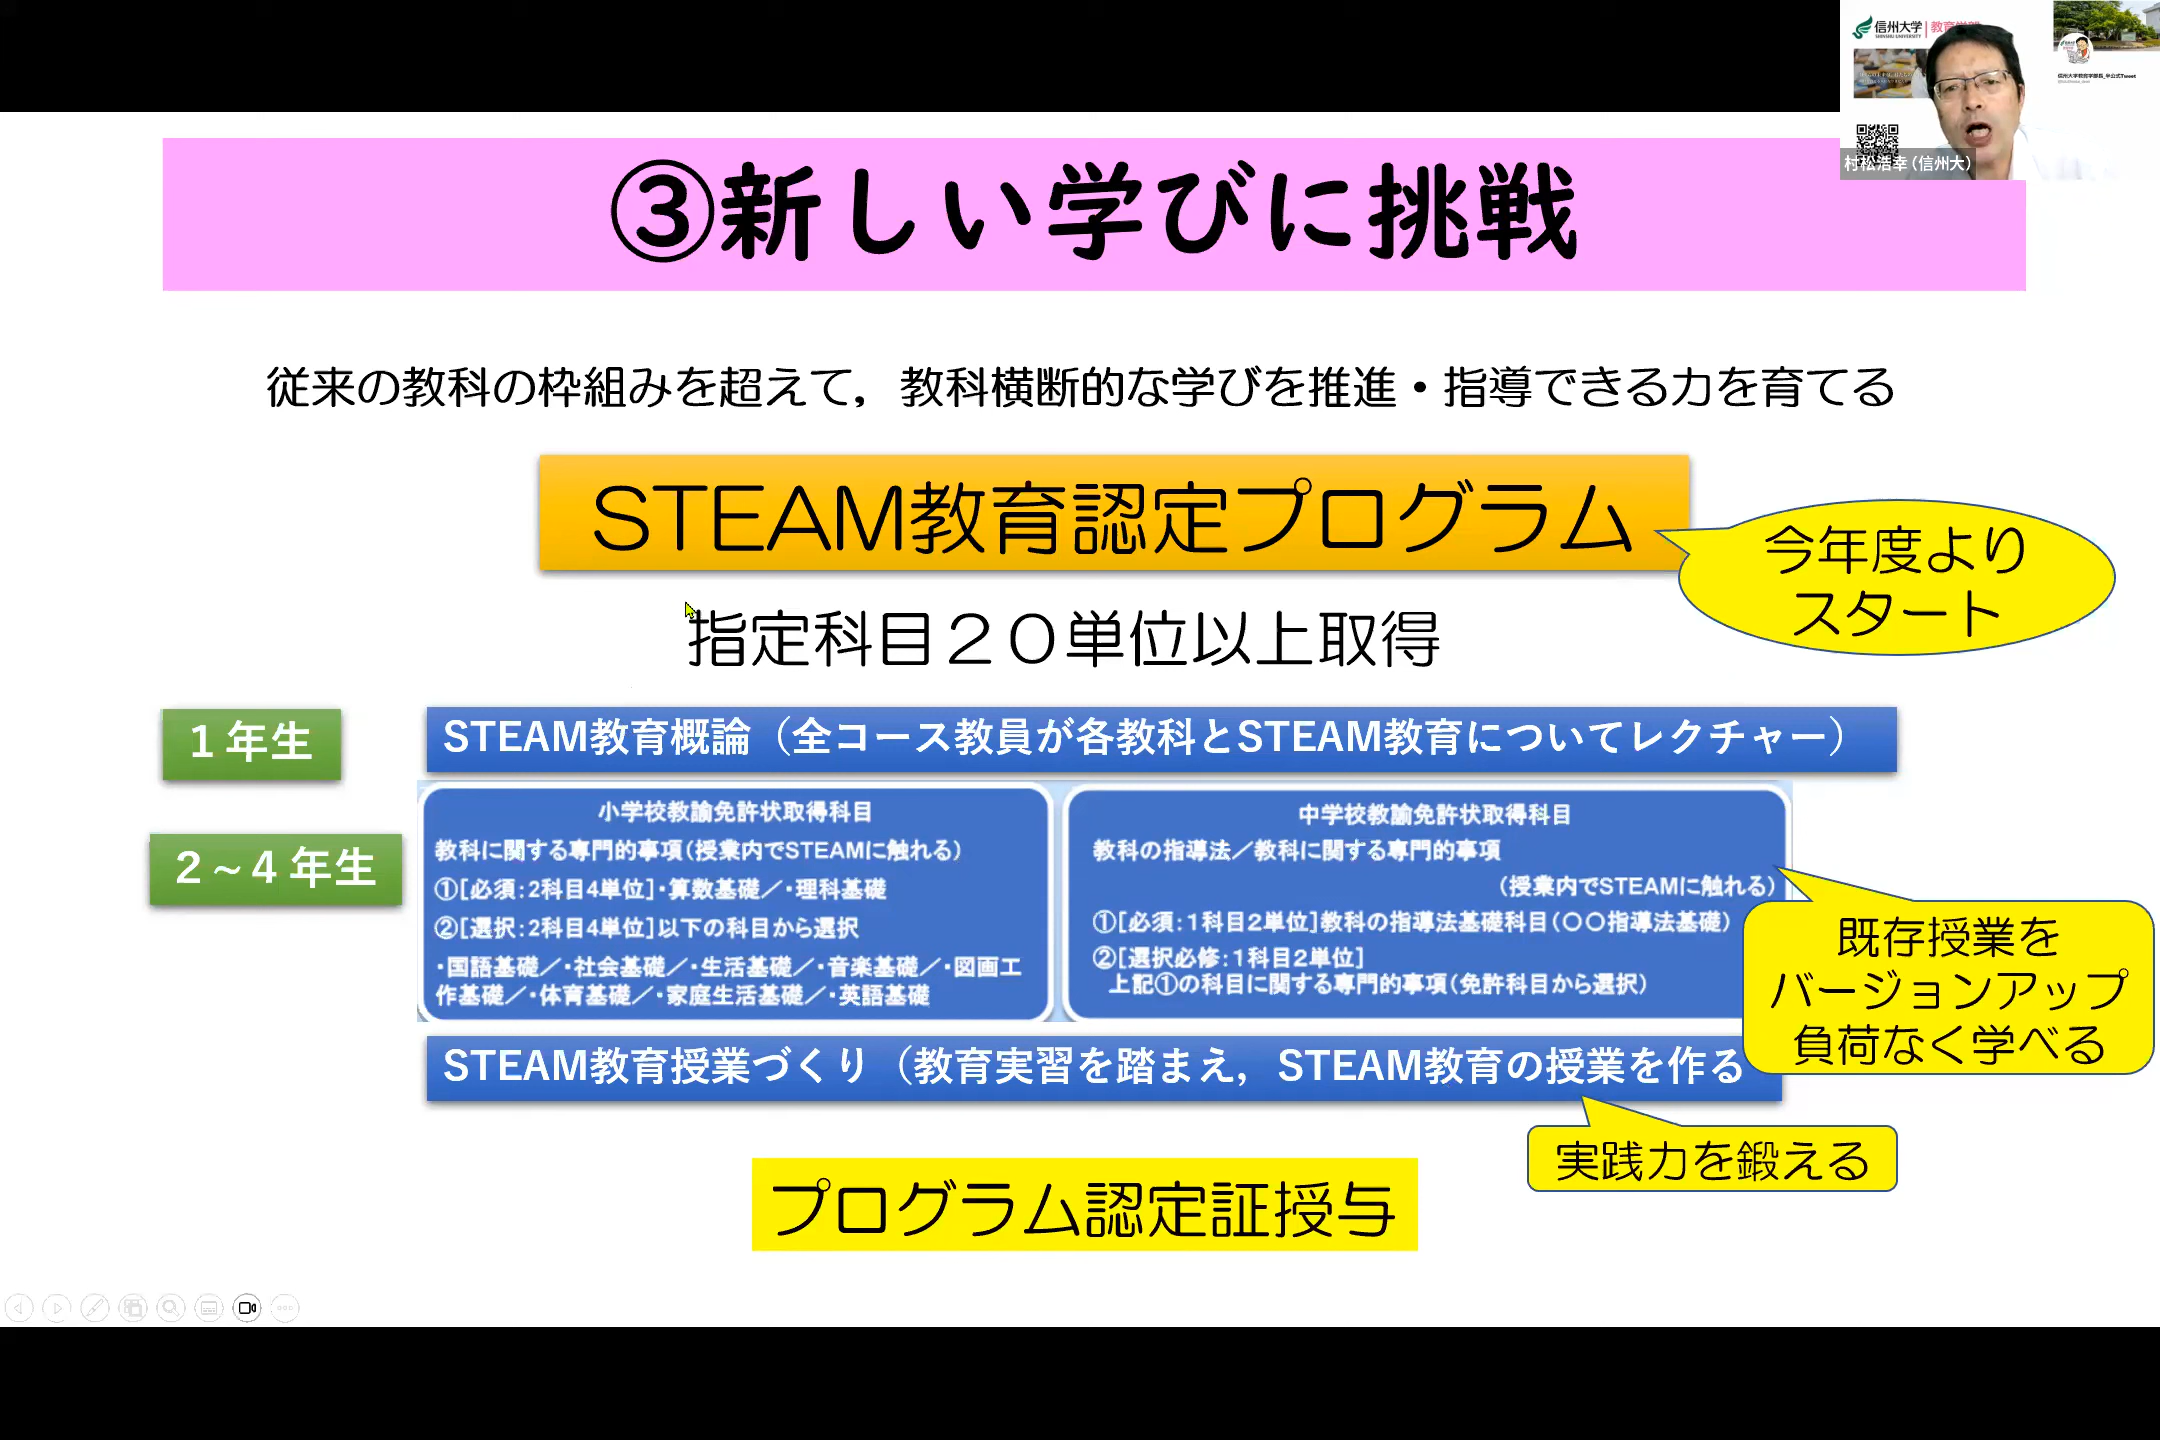 信州大学 教育学部
SHINSHU UNIVERSITY
村松浩幸（信州大）
③新しい学びに挑戦
従来の教科の枠組みを超えて，教科横断的な学びを推進・指導できる力を育てる
STEAM教育認定プログラム
今年度より
スタート
指定科目２０単位以上取得
１年生
STEAM教育概論（全コース教員が各教科とSTEAM教育についてレクチャー）
２～４年生
小学校教諭免許状取得科目
教科に関する専門的事項（授業内でSTEAMに触れる）
①［必須：2科目4単位］・算数基礎／・理科基礎
②［選択：2科目4単位］以下の科目から選択
・国語基礎／・社会基礎／・生活基礎／・音楽基礎／・図画工
作基礎／・体育基礎／・家庭生活基礎／・英語基礎
中学校教諭免許状取得科目
教科の指導法／教科に関する専門的事項
（授業内でSTEAMに触れる）
①［必須：1科目2単位］教科の指導法基礎科目（〇〇指導法基礎）
②［選択必修：1科目2単位］
上記①の科目に関する専門的事項（免許科目から選択）
既存授業を
バージョンアップ
負荷なく学べる
STEAM教育授業づくり（教育実習を踏まえ，STEAM教育の授業を作る
実践力を鍛える
プログラム認定証授与